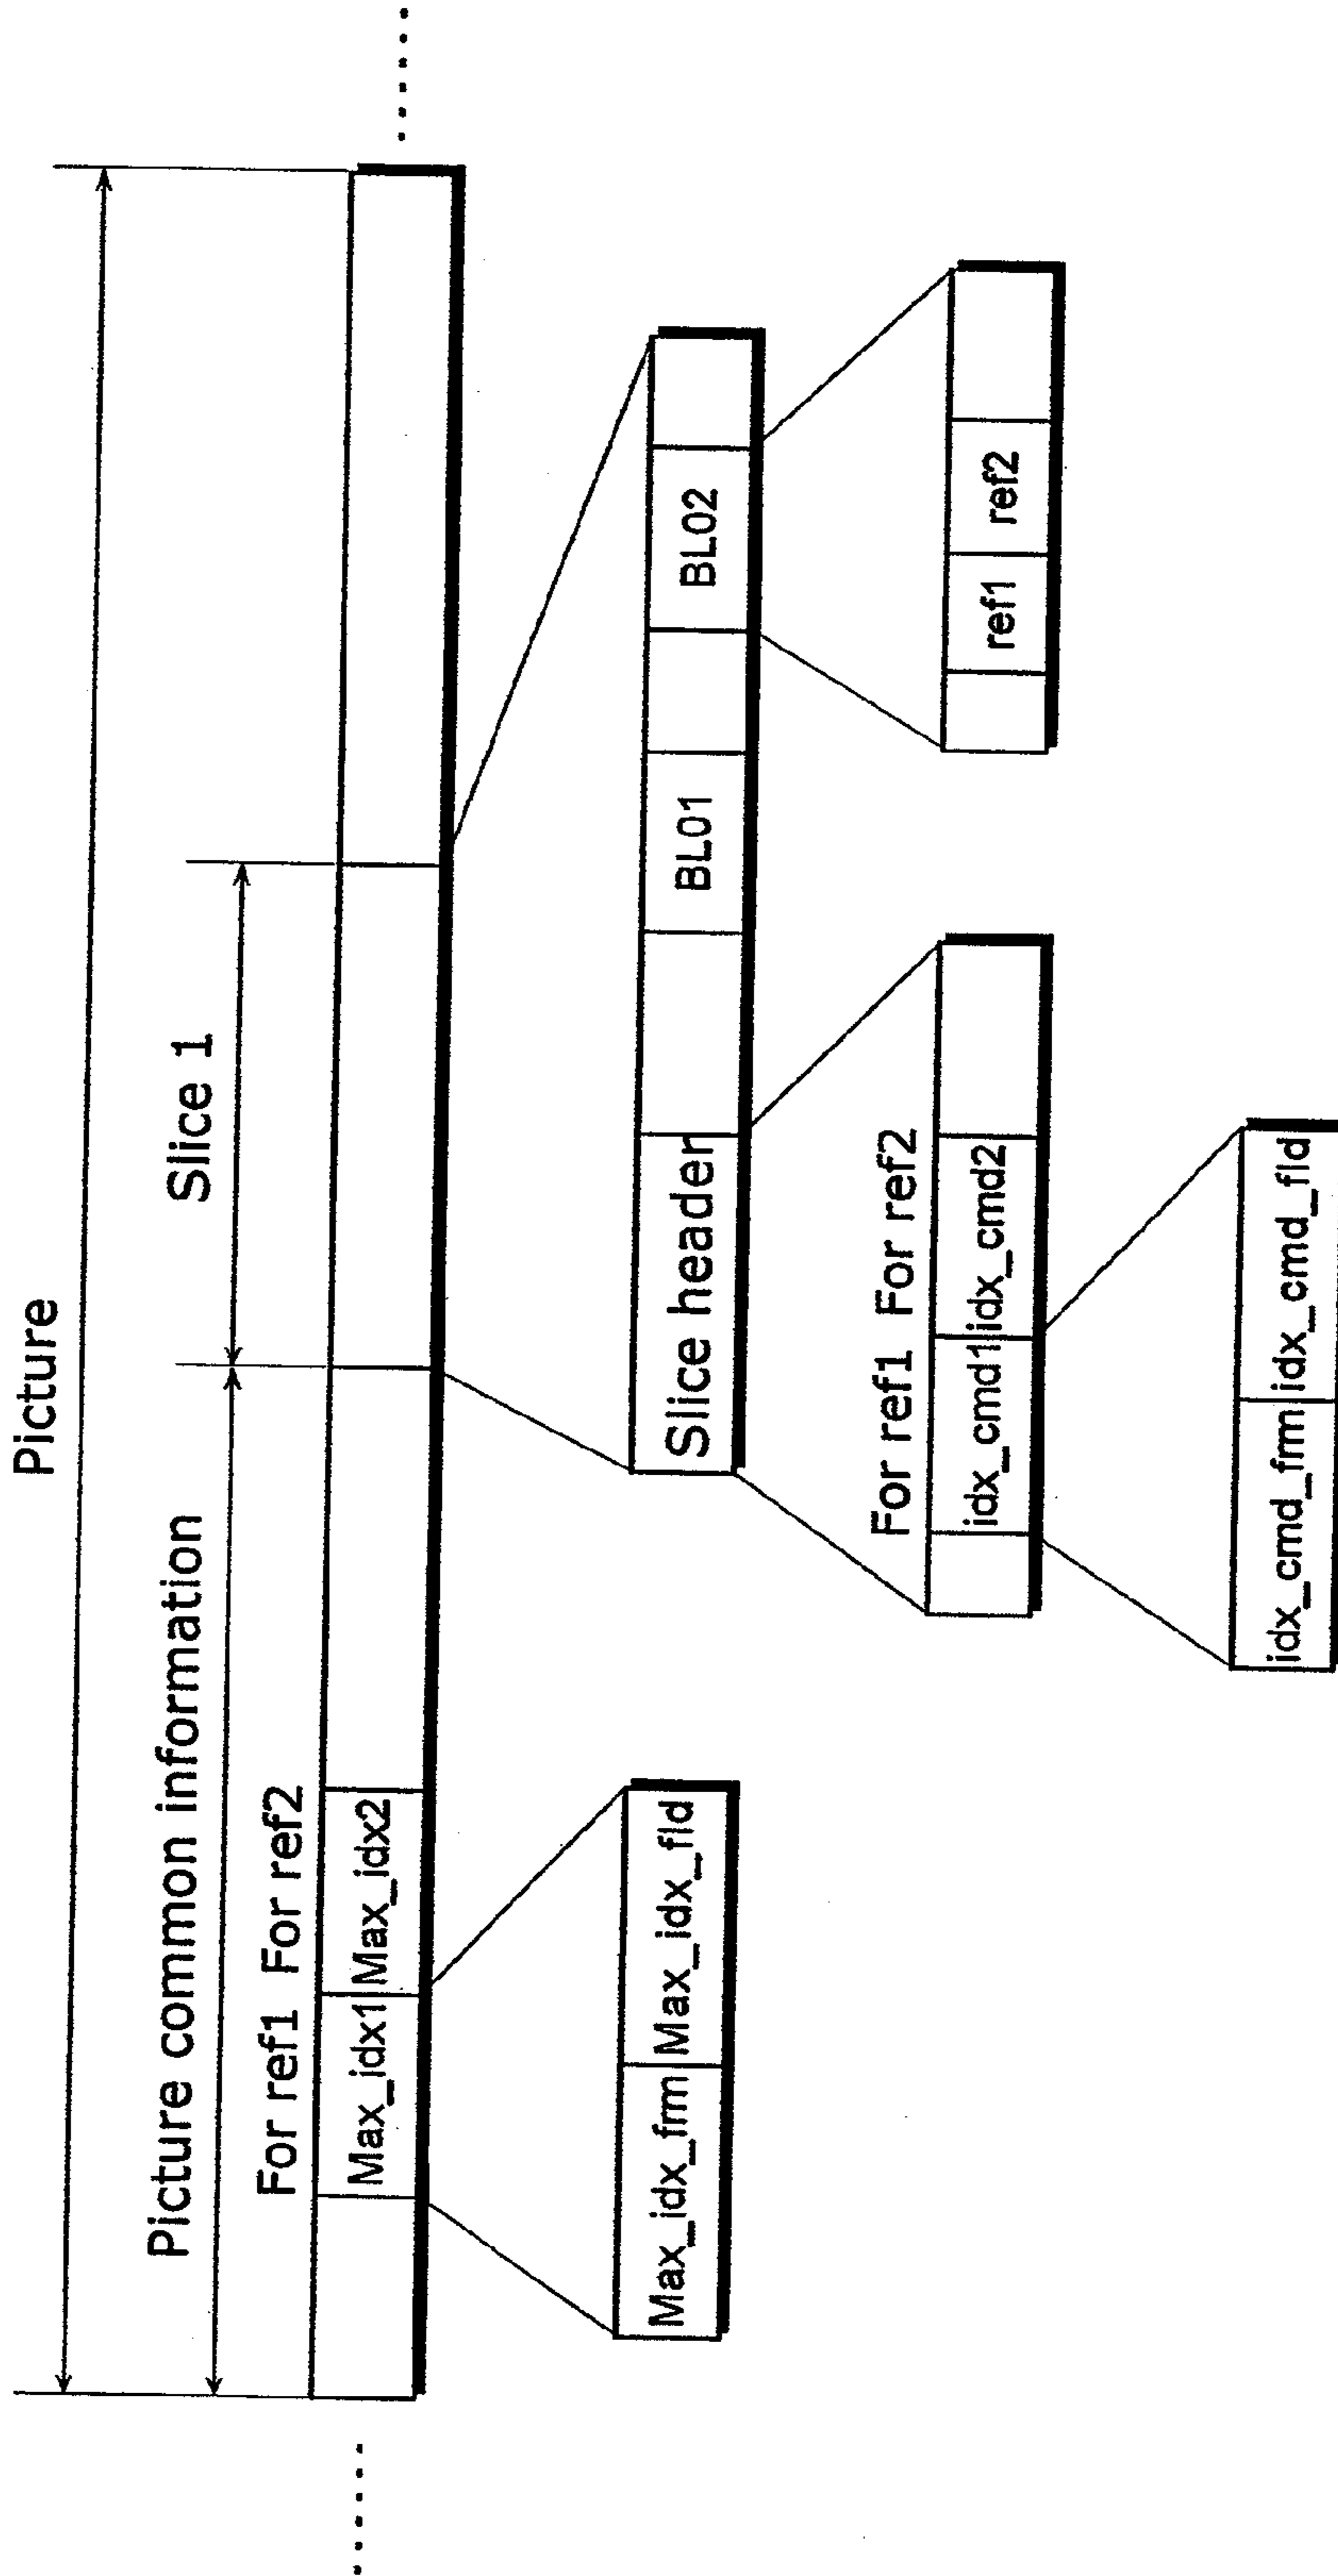 Picture
Picture common information
Slice 1
For ref1 For ref2
Max_idx1 Max_idx2
Max_idx_frm Max_idx_fld
Slice header BL01 BL02
For ref1 For ref2
idx_cmd1 idx_cmd2
ref1 ref2
idx_cmd_frm idx_cmd_fld